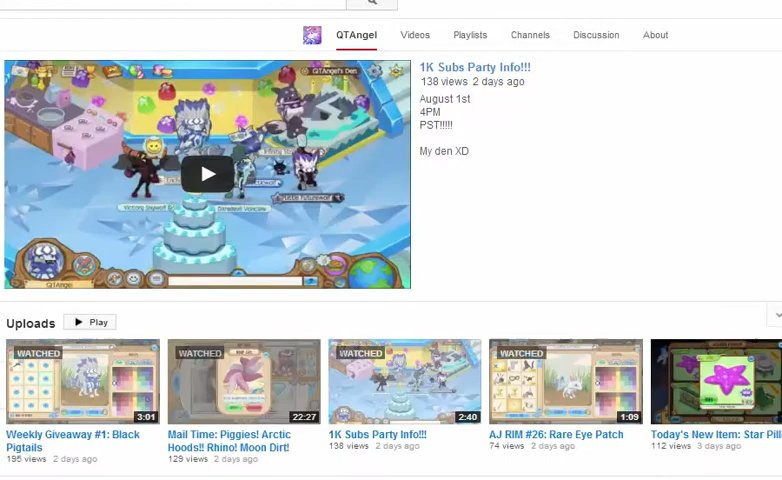 QTAngel Videos Playlists Channels Discussion About
QTAngel's Den
1K Subs Party Info!!!
138 views 2 days ago
August 1st
4PM
PST!!!!!
My den XD
QTAngel
Uploads Play
WATCHED WATCHED WATCHED WATCHED
3:01 22:27 2:40 1:09
Weekly Giveaway #1: Black Pigtails
195 views 2 days ago
Mail Time: Piggies! Arctic Hoods!! Rhino! Moon Dirt!
129 views 2 days ago
1K Subs Party Info!!!
138 views 2 days ago
AJ RIM #26: Rare Eye Patch
74 views 2 days ago
Today's New Item: Star Pill
112 views 3 days ago